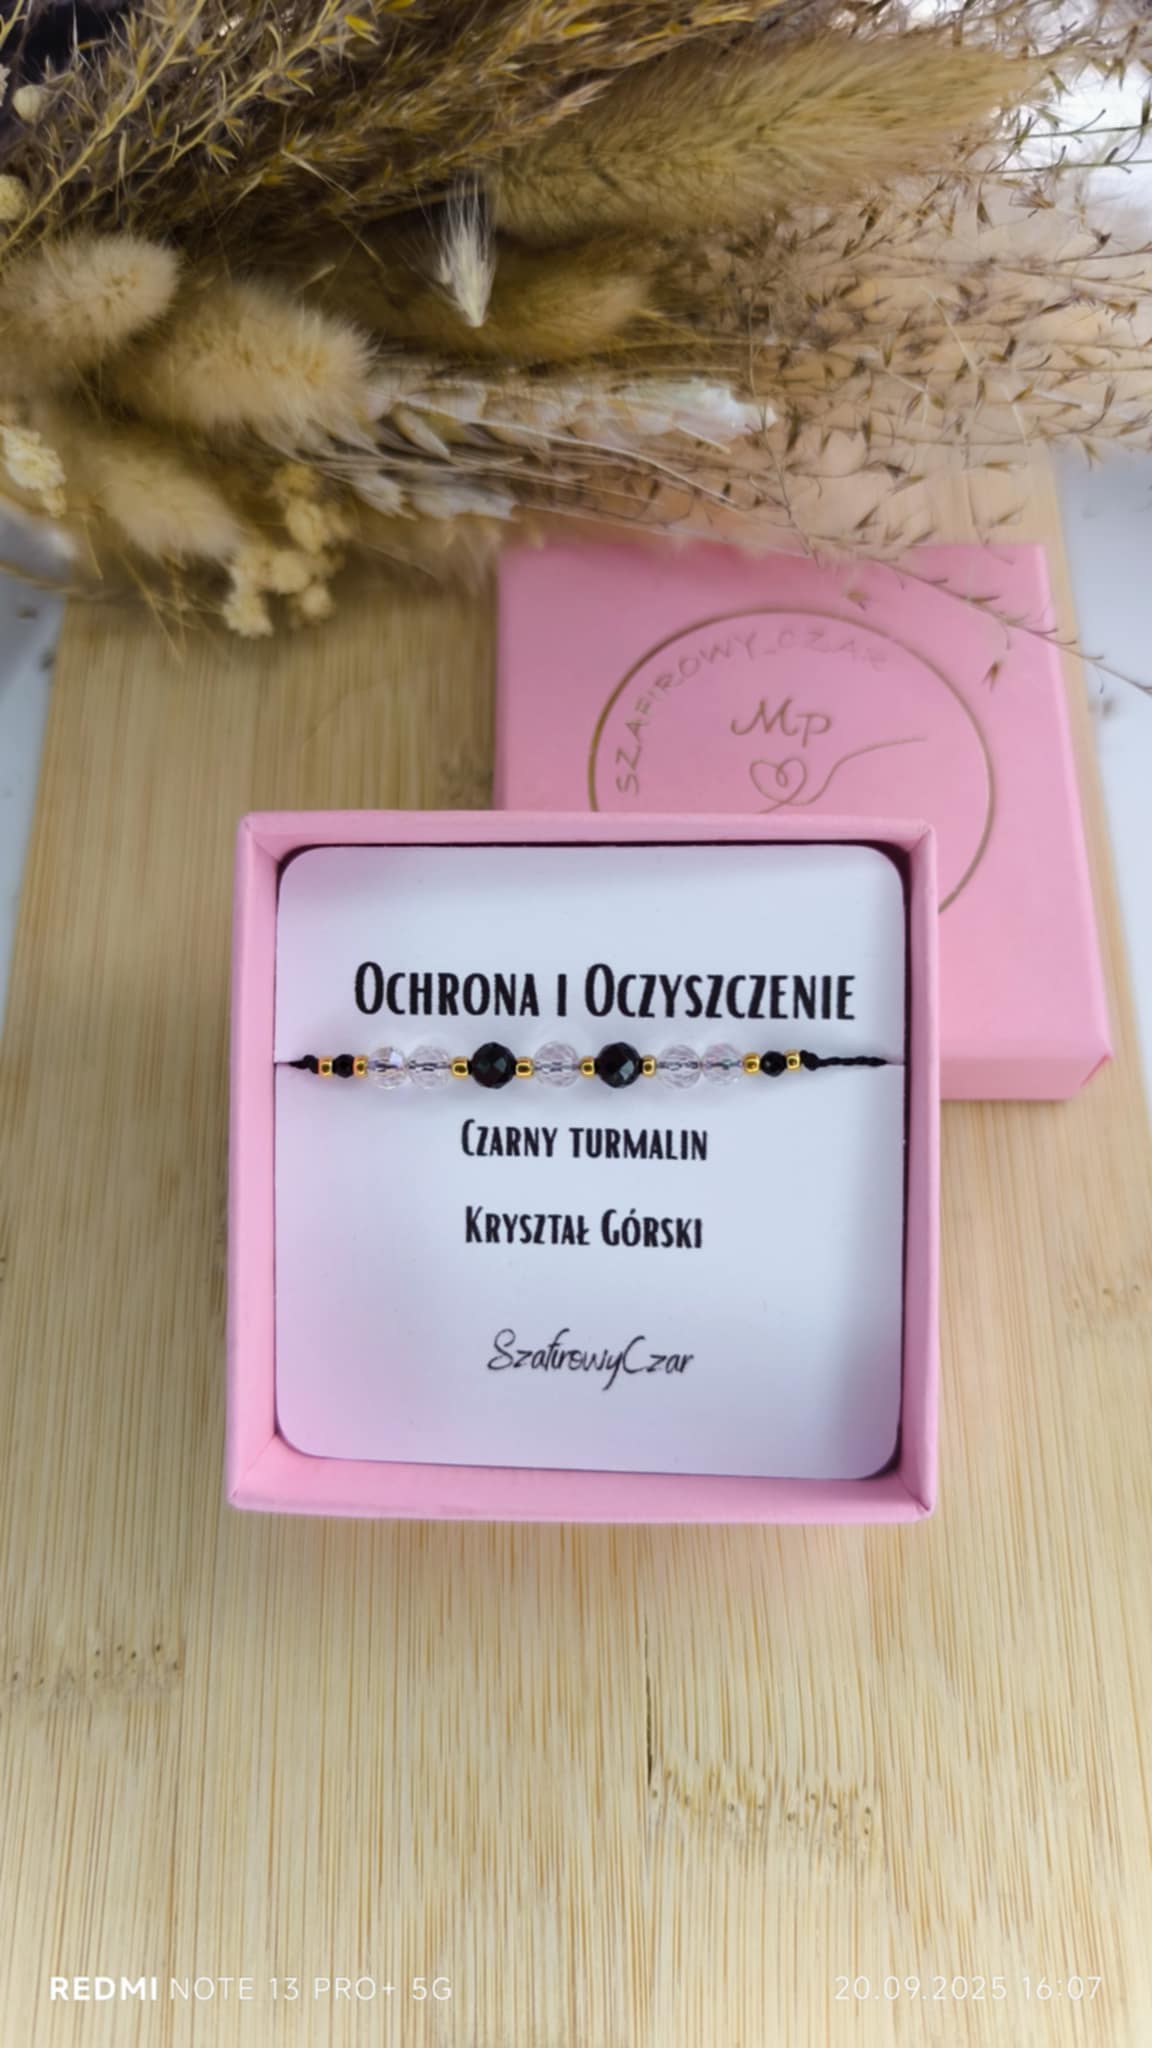 SZAFIROWY_CZAR
Mp
OCHRONA I OCZYSZCZENIE
CZARNY TURMALIN
KRYSZTAŁ GÓRSKI
SzafirowyCzar
REDMI NOTE 13 PRO+ 5G
20.09.2025 16:07